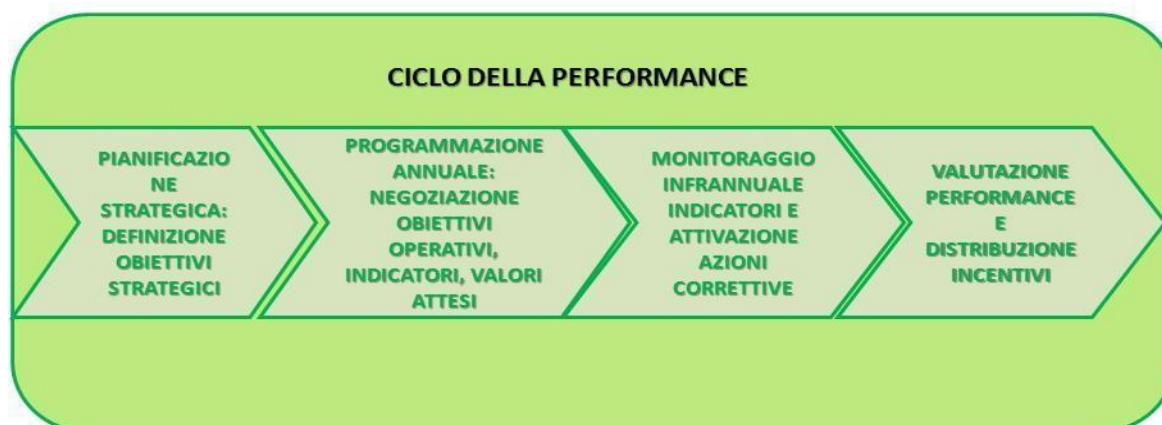 CICLO DELLA PERFORMANCE
PIANIFICAZIO
NE
STRATEGICA:
DEFINIZIONE
OBIETTIVI
STRATEGICI
PROGRAMMAZIONE
ANNUALE:
NEGOZIAZIONE
OBIETTIVI
OPERATIVI,
INDICATORI, VALORI
ATTESI
MONITORAGGIO
INFRANNUALE
INDICATORI E
ATTIVAZIONE
AZIONI
CORRETTIVE
VALUTAZIONE
PERFORMANCE
E
DISTRIBUZIONE
INCENTIVI